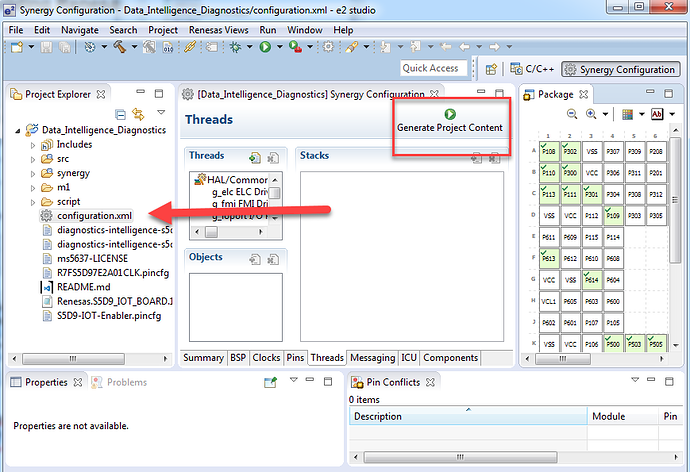 Synergy Configuration - Data_Intelligence_Diagnostics/configuration.xml - e2 studio
File Edit Navigate Search Project Renesas Views Run Window Help
Quick Access
C/C++
Synergy Configuration
Project Explorer
Data_Intelligence_Diagnostics
Includes
src
synergy
m1
script
configuration.xml
diagnostics-intelligence-s5d
diagnostics-intelligence-s5d
ms5637-LICENSE
R7FS5D97E2A01CLK.pincfg
README.md
Renesas.S5D9_IOT_BOARD.
S5D9-IOT-Enabler.pincfg
[Data_Intelligence_Diagnostics] Synergy Configuration
Threads
Generate Project Content
Threads
HAL/Common
g_elc ELC Dri
g_fmi FMI Dri
g_ioport I/O
Objects
Stacks
Summary BSP Clocks Pins Threads Messaging ICU Components
Package
Ab
1 2 3 4 5 6
A P108 P302 VSS P307 P209 P208
B P110 P300 VCC P306 P311 P201
C P113 P111 P301 P304 P308 P312
D VSS VCC P112 P109 P303 P305
E P611 P609 P115 P114
F P613 P612 P610 P608
G VCC VSS P614 P604
H VCL1 P605 P603 P600
J P602 P601 P107 P105
K VSS VCC P106 P500 P503 P505
Properties
Problems
Properties are not available.
Pin Conflicts
0 items
Description Module Pin